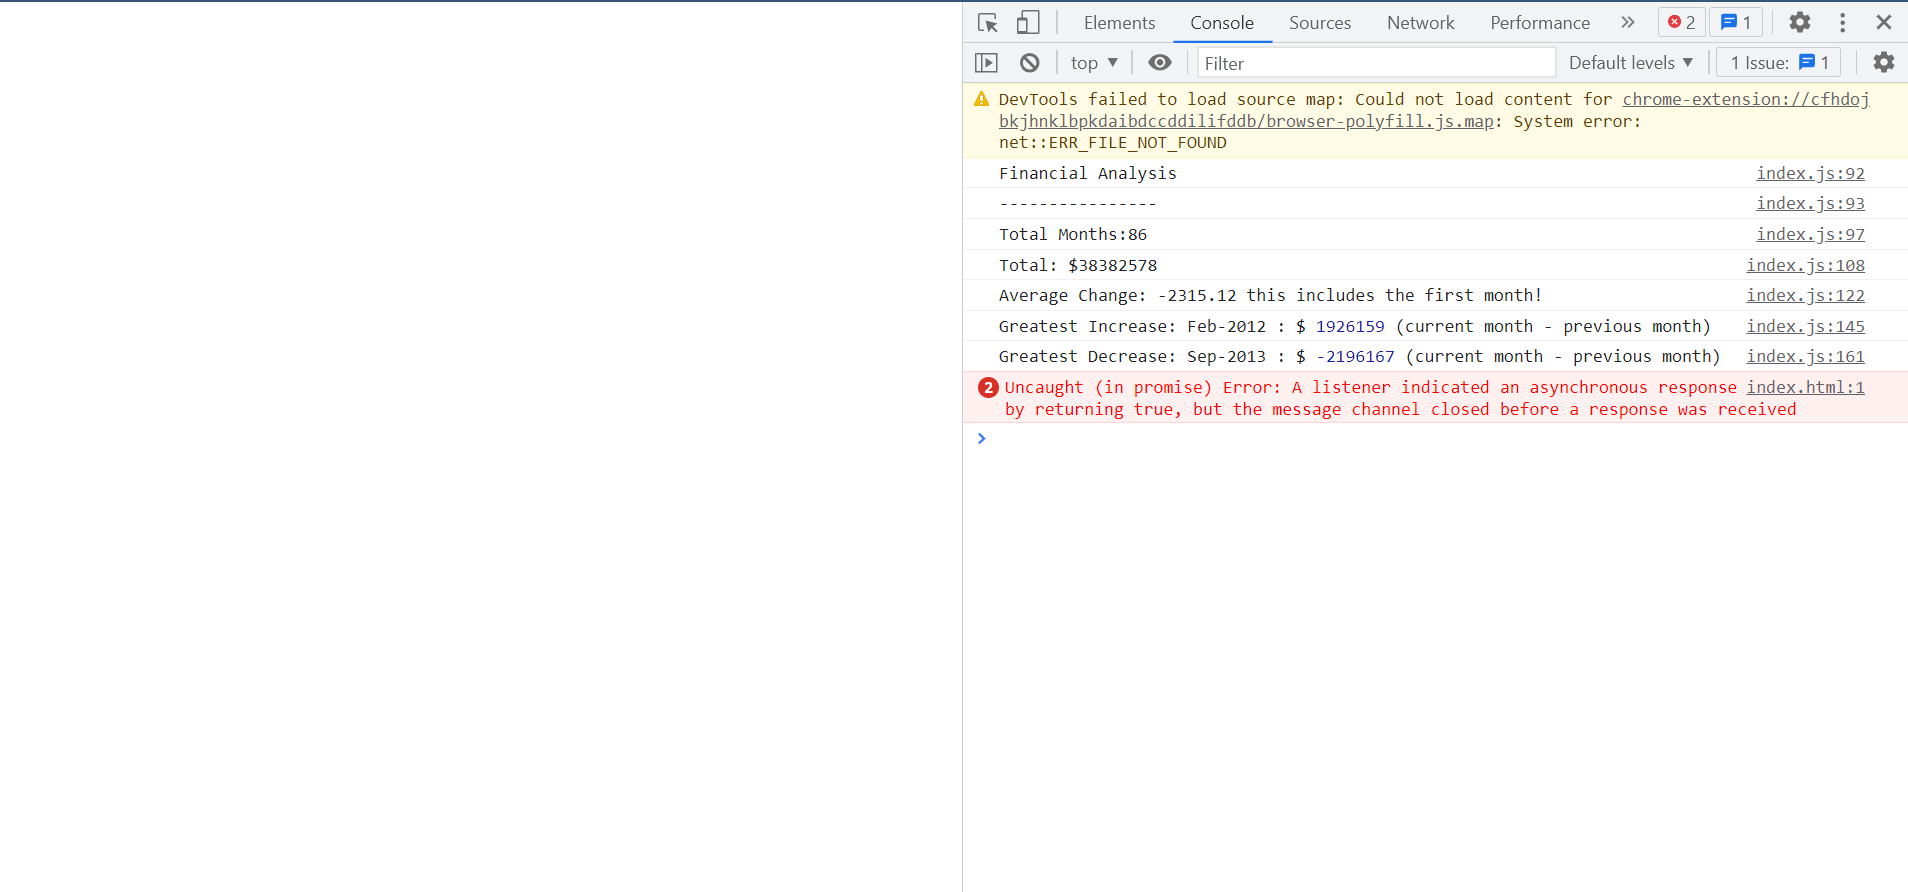 Elements Console Sources Network Performance 2 1
top Filter Default levels 1 Issue: 1
DevTools failed to load source map: Could not load content for chrome-extension://cfhdoj
bkjhnklbpkdaibdccddilifddb/browser-polyfill.js.map: System error:
net::ERR_FILE_NOT_FOUND
Financial Analysis index.js:92
---------------- index.js:93
Total Months:86 index.js:97
Total: $38382578 index.js:108
Average Change: -2315.12 this includes the first month! index.js:122
Greatest Increase: Feb-2012 : $ 1926159 (current month - previous month) index.js:145
Greatest Decrease: Sep-2013 : $ -2196167 (current month - previous month) index.js:161
2 Uncaught (in promise) Error: A listener indicated an asynchronous response index.html:1
by returning true, but the message channel closed before a response was received